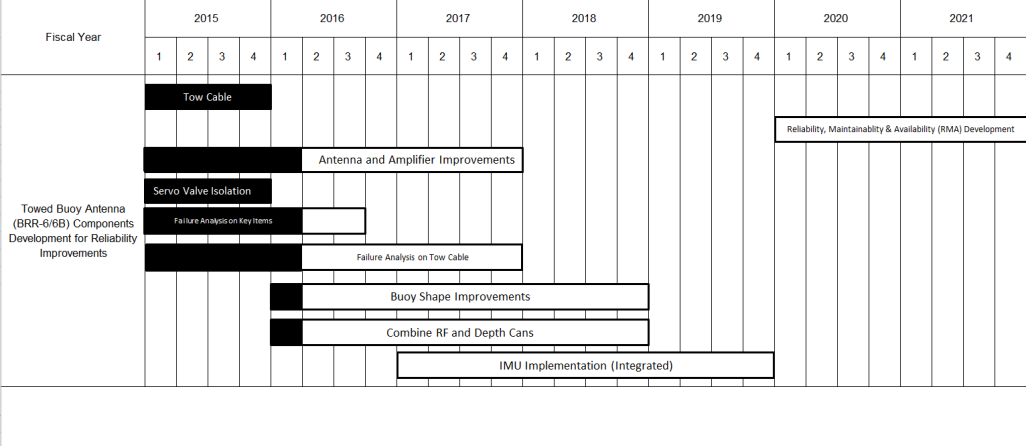 Fiscal Year
2015 2016 2017 2018 2019 2020 2021
1 2 3 4 1 2 3 4 1 2 3 4 1 2 3 4 1 2 3 4 1 2 3 4 1 2 3 4
Towed Buoy Antenna
(BRR-6/6B) Components
Development for Reliability
Improvements
Tow Cable
Reliability, Maintainablity & Availability (RMA) Development
Antenna and Amplifier Improvements
Servo Valve Isolation
Failure Analysis on Key Items
Failure Analysis on Tow Cable
Buoy Shape Improvements
Combine RF and Depth Cans
IMU Implementation (Integrated)